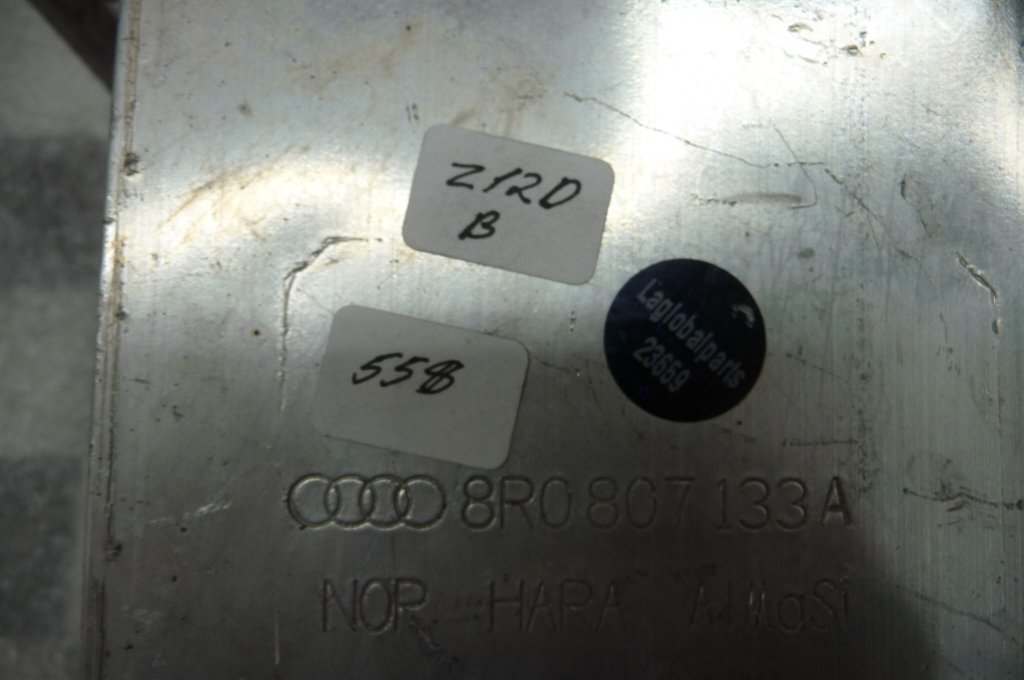 Z12D
B
558
Laglobalparts
23659
8R0 807 133 A
NOR HARA AlMgSi